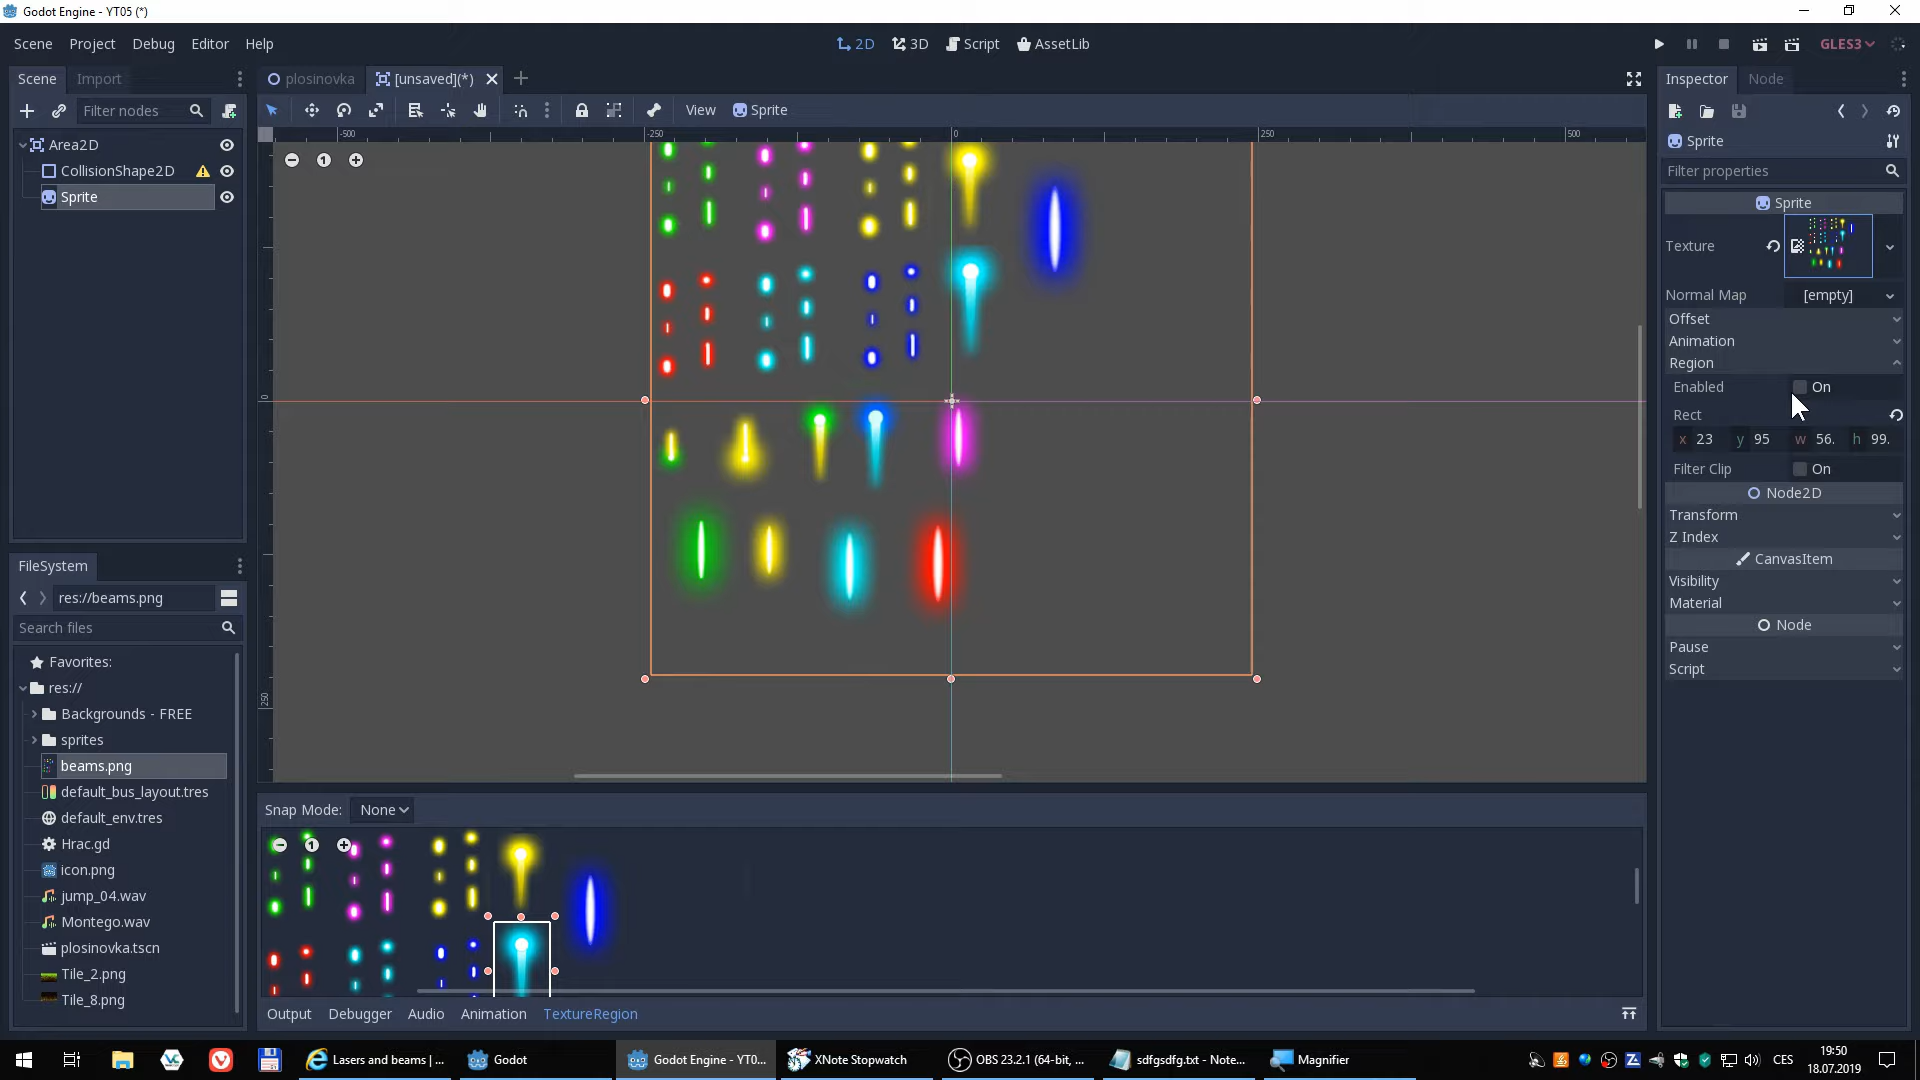 Godot Engine - YT05 (*)
Scene Project Debug Editor Help
2D 3D Script AssetLib
GLES3
Scene Import
plosinovka [unsaved](*)
Inspector Node
Filter nodes
View Sprite
-500 -250 0 250 500
Area2D
CollisionShape2D
Sprite
Sprite
Filter properties
Sprite
Texture
Normal Map [empty]
Offset
Animation
Region
Enabled On
Rect
x 23 y 95 w 56. h 99.
Filter Clip On
Node2D
Transform
Z Index
CanvasItem
Visibility
Material
Node
Pause
Script
1
0
250
FileSystem
res://beams.png
Search files
Favorites:
res://
Backgrounds - FREE
sprites
beams.png
default_bus_layout.tres
default_env.tres
Hrac.gd
icon.png
jump_04.wav
Montego.wav
plosinovka.tscn
Tile_2.png
Tile_8.png
Snap Mode: None
1
Output Debugger Audio Animation TextureRegion
Lasers and beams | ... Godot Godot Engine - YT0... XNote Stopwatch OBS 23.2.1 (64-bit, ... sdfgsdfg.txt - Note... Magnifier
CES
19:50
18.07.2019